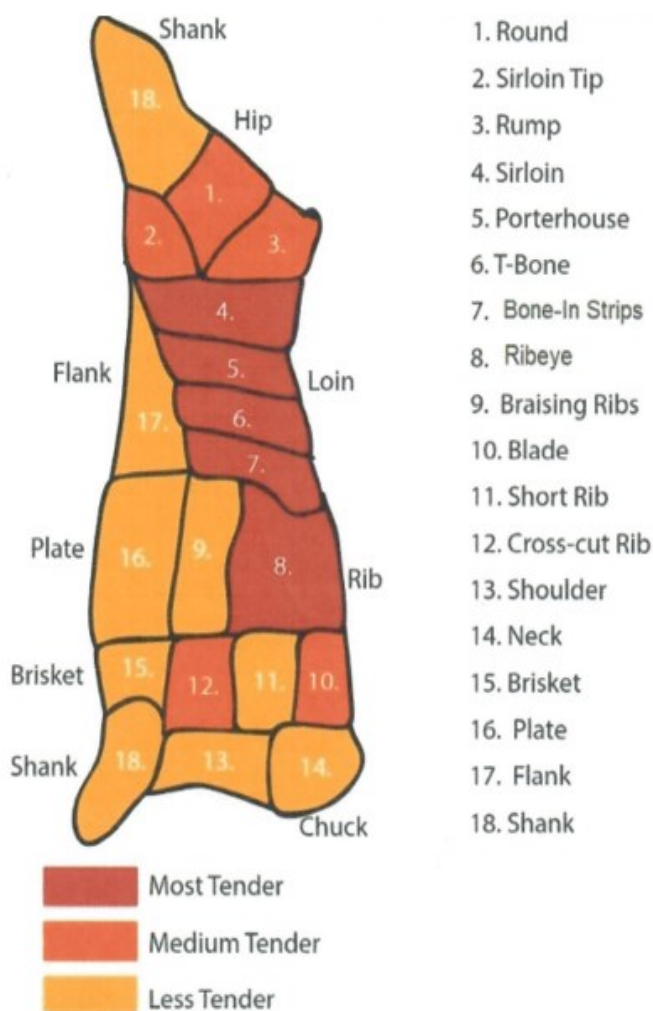 Shank
18.
Hip
1.
2.
3.
4.
Flank
5.
Loin
6.
17.
7.
Plate
16.
9.
8.
Rib
Brisket
15.
12.
11.
10.
Shank
18.
13.
14.
Chuck
1. Round
2. Sirloin Tip
3. Rump
4. Sirloin
5. Porterhouse
6. T-Bone
7. Bone-In Strips
8. Ribeye
9. Braising Ribs
10. Blade
11. Short Rib
12. Cross-cut Rib
13. Shoulder
14. Neck
15. Brisket
16. Plate
17. Flank
18. Shank
Most Tender
Medium Tender
Less Tender